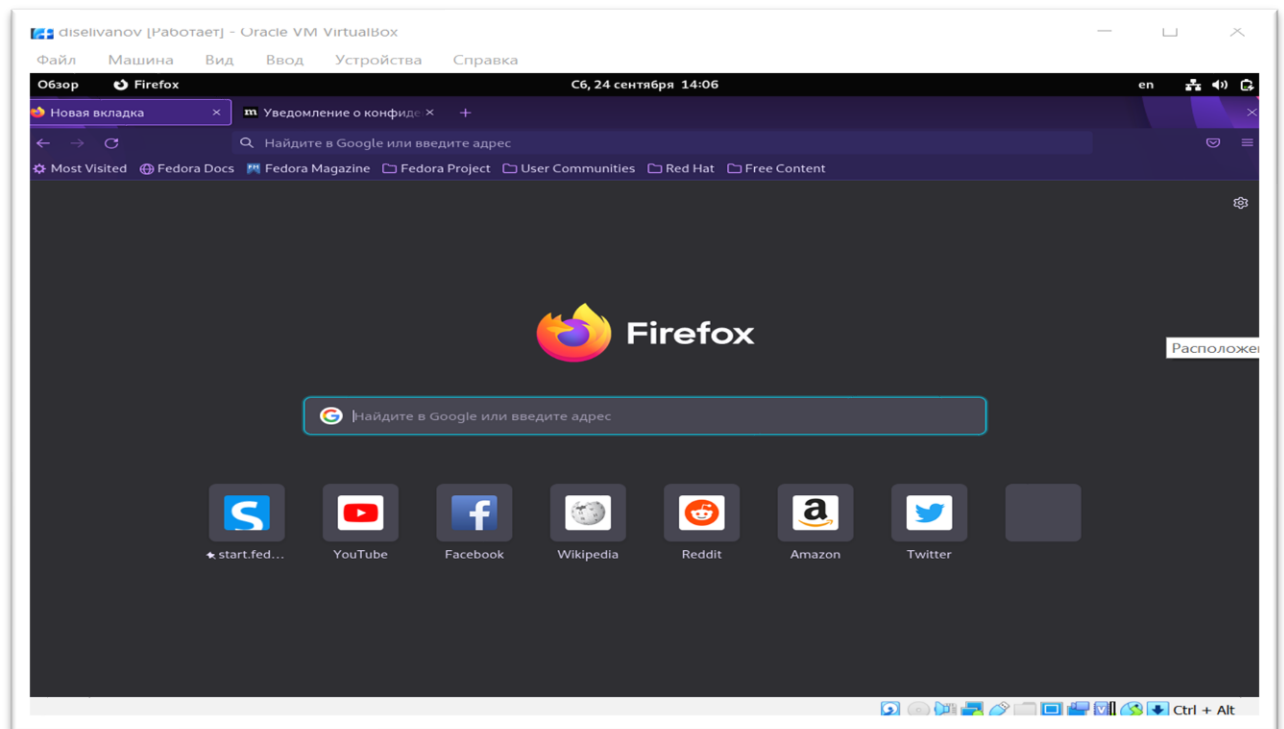 diselivanov [Работает] - Oracle VM VirtualBox
Файл Машина Вид Ввод Устройства Справка
Обзор Firefox Сб, 24 сентября 14:06 en
Новая вкладка × m Уведомление о конфиде × +
Найдите в Google или введите адрес
Most Visited Fedora Docs Fedora Magazine Fedora Project User Communities Red Hat Free Content
Firefox
Расположе
Найдите в Google или введите адрес
start.fed... YouTube Facebook Wikipedia Reddit Amazon Twitter
Ctrl + Alt